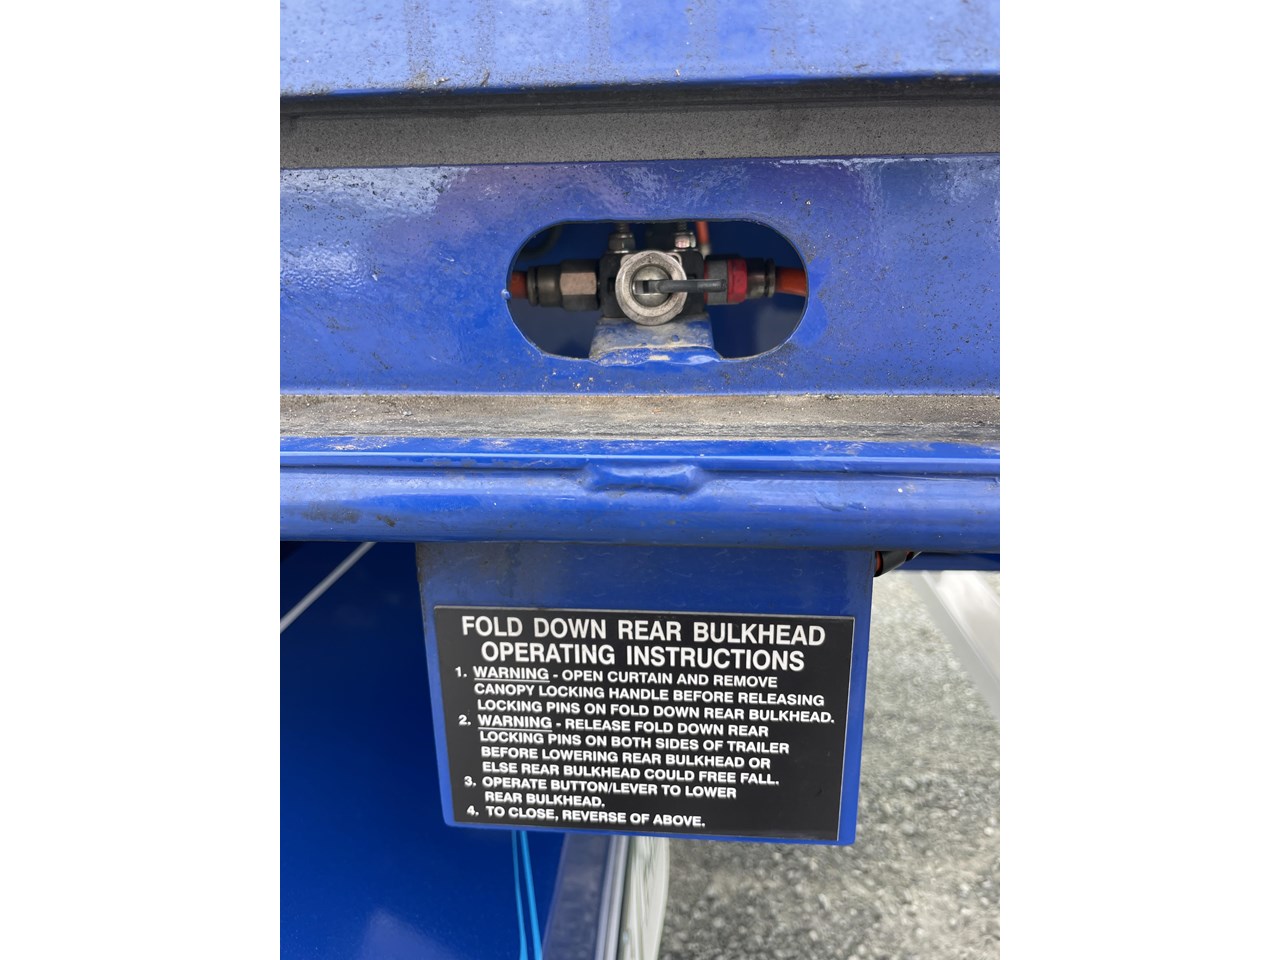 FOLD DOWN REAR BULKHEAD
OPERATING INSTRUCTIONS
1. WARNING - OPEN CURTAIN AND REMOVE
CANOPY LOCKING HANDLE BEFORE RELEASING
LOCKING PINS ON FOLD DOWN REAR BULKHEAD.
2. WARNING - RELEASE FOLD DOWN REAR
LOCKING PINS ON BOTH SIDES OF TRAILER
BEFORE LOWERING REAR BULKHEAD OR
ELSE REAR BULKHEAD COULD FREE FALL.
3. OPERATE BUTTON/LEVER TO LOWER
REAR BULKHEAD.
4. TO CLOSE, REVERSE OF ABOVE.